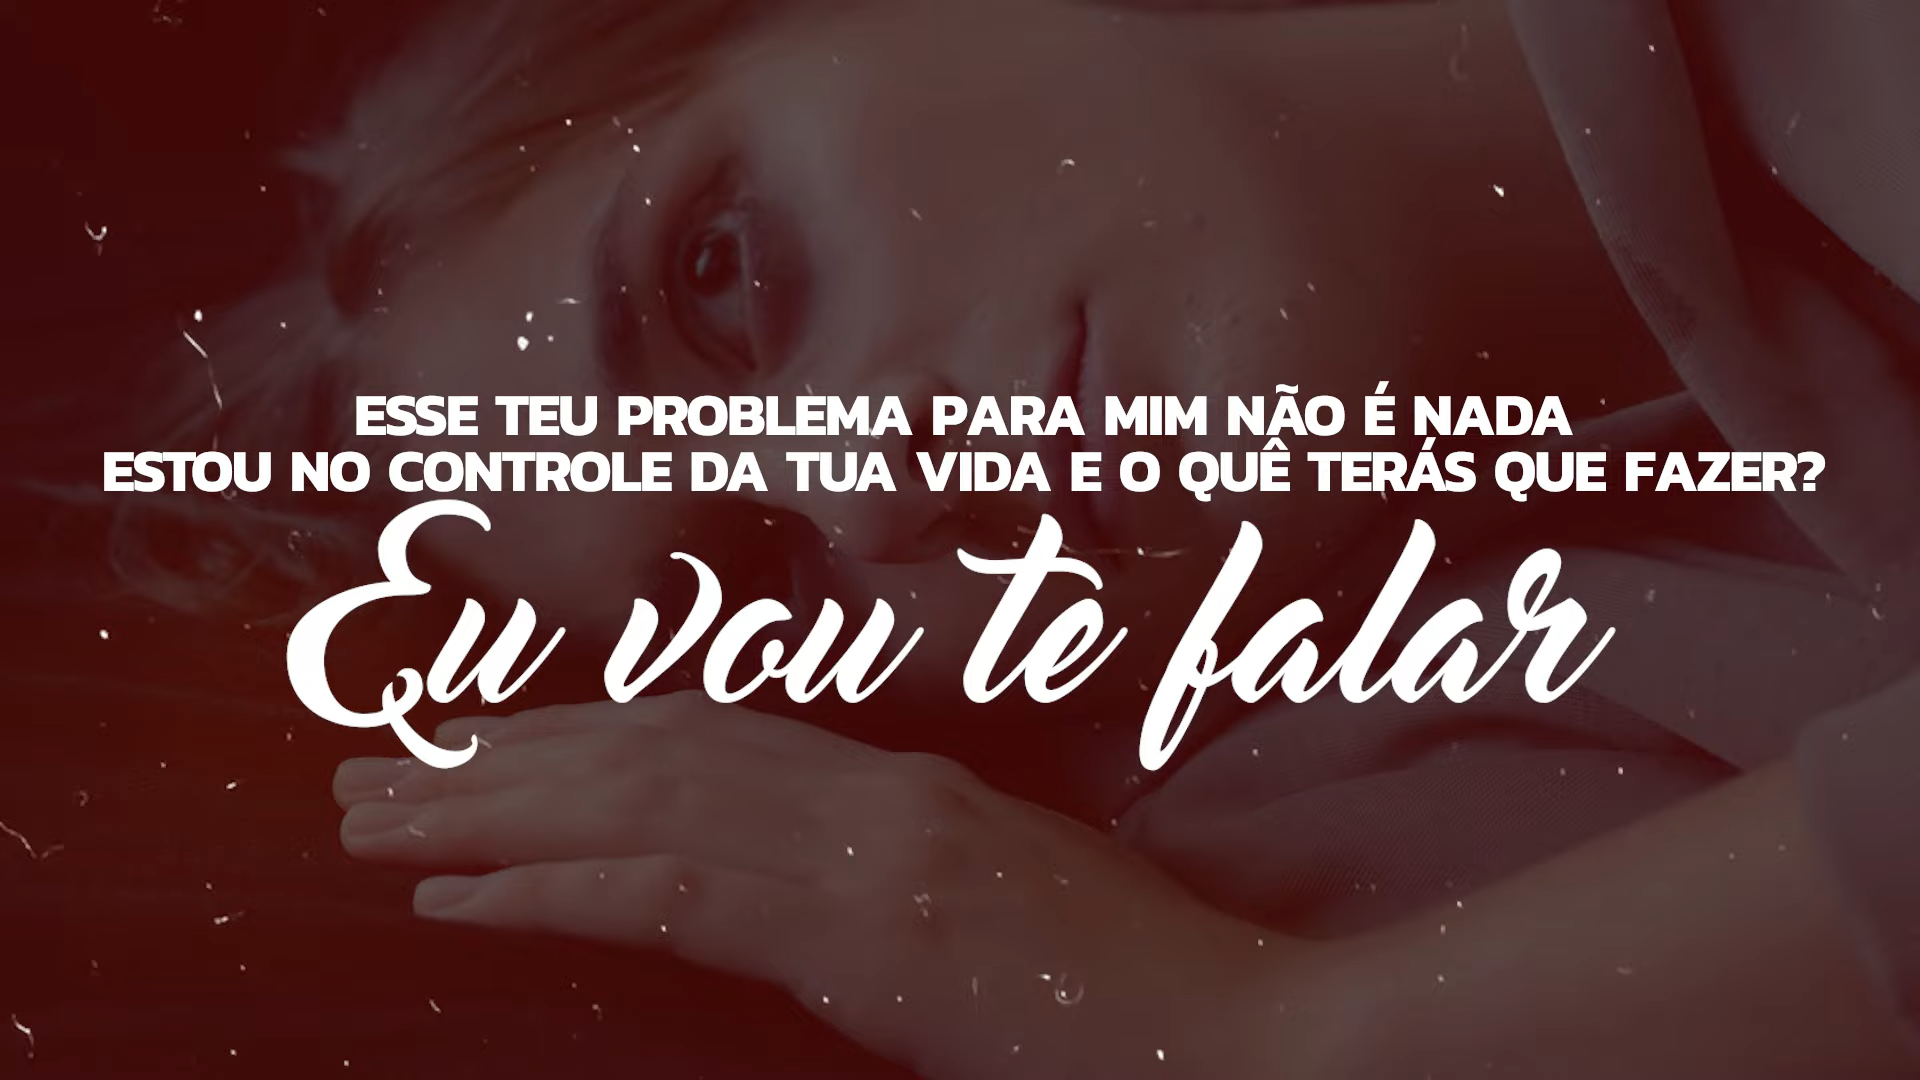 ESSE TEU PROBLEMA PARA MIM NÃO É NADA
ESTOU NO CONTROLE DA TUA VIDA E O QUÊ TERÁS QUE FAZER?
Eu vou te falar